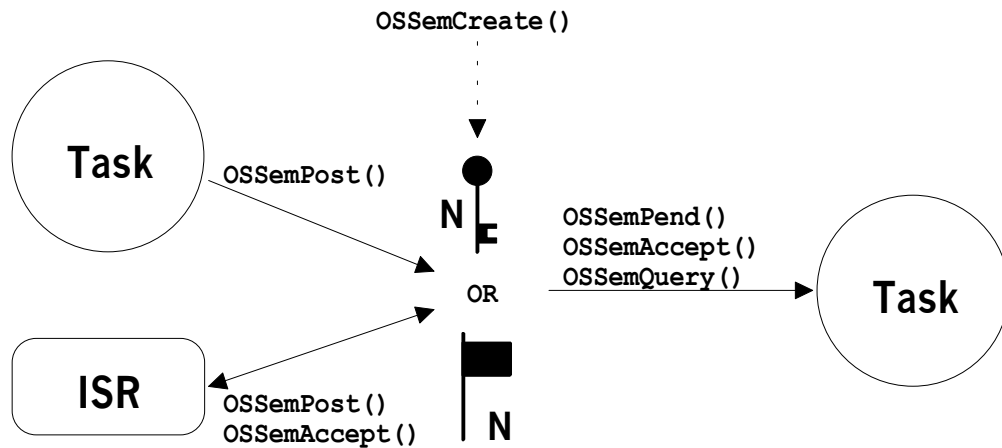 OSSemCreate()
Task
OSSemPost()
N
OSSemPend()
OSSemAccept()
OSSemQuery()
OR
Task
ISR
OSSemPost()
OSSemAccept()
N